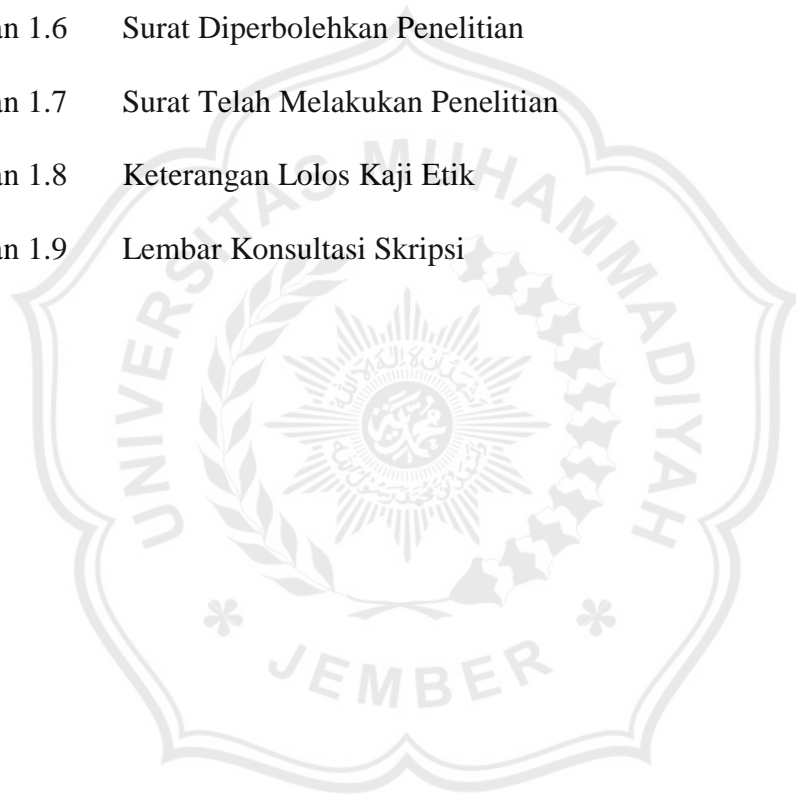 an 1.6 Surat Diperbolehkan Penelitian
an 1.7 Surat Telah Melakukan Penelitian
an 1.8 Keterangan Lolos Kaji Etik
an 1.9 Lembar Konsultasi Skripsi
UNIVERSITAS MUHAMMADIYAH
JEMBER